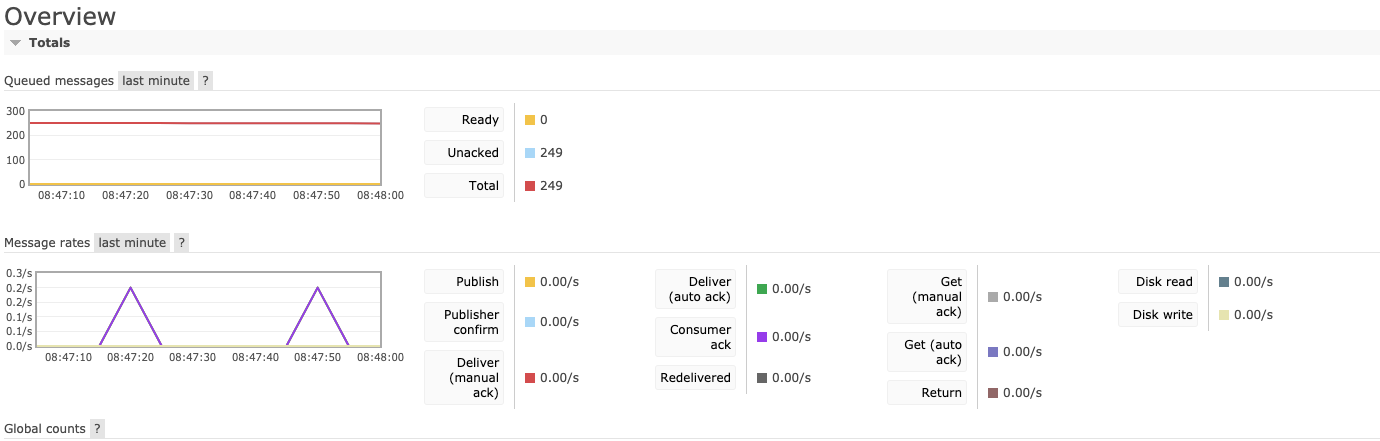 Overview
Totals
Queued messages last minute ?
300
200
100
0
08:47:10 08:47:20 08:47:30 08:47:40 08:47:50 08:48:00
Ready 0
Unacked 249
Total 249
Message rates last minute ?
0.3/s
0.2/s
0.2/s
0.1/s
0.1/s
0.0/s
08:47:10 08:47:20 08:47:30 08:47:40 08:47:50 08:48:00
Publish 0.00/s
Publisher
confirm 0.00/s
Deliver
(manual
ack) 0.00/s
Deliver
(auto ack) 0.00/s
Consumer
ack 0.00/s
Redelivered 0.00/s
Get
(manual
ack) 0.00/s
Get (auto
ack) 0.00/s
Return 0.00/s
Disk read 0.00/s
Disk write 0.00/s
Global counts ?